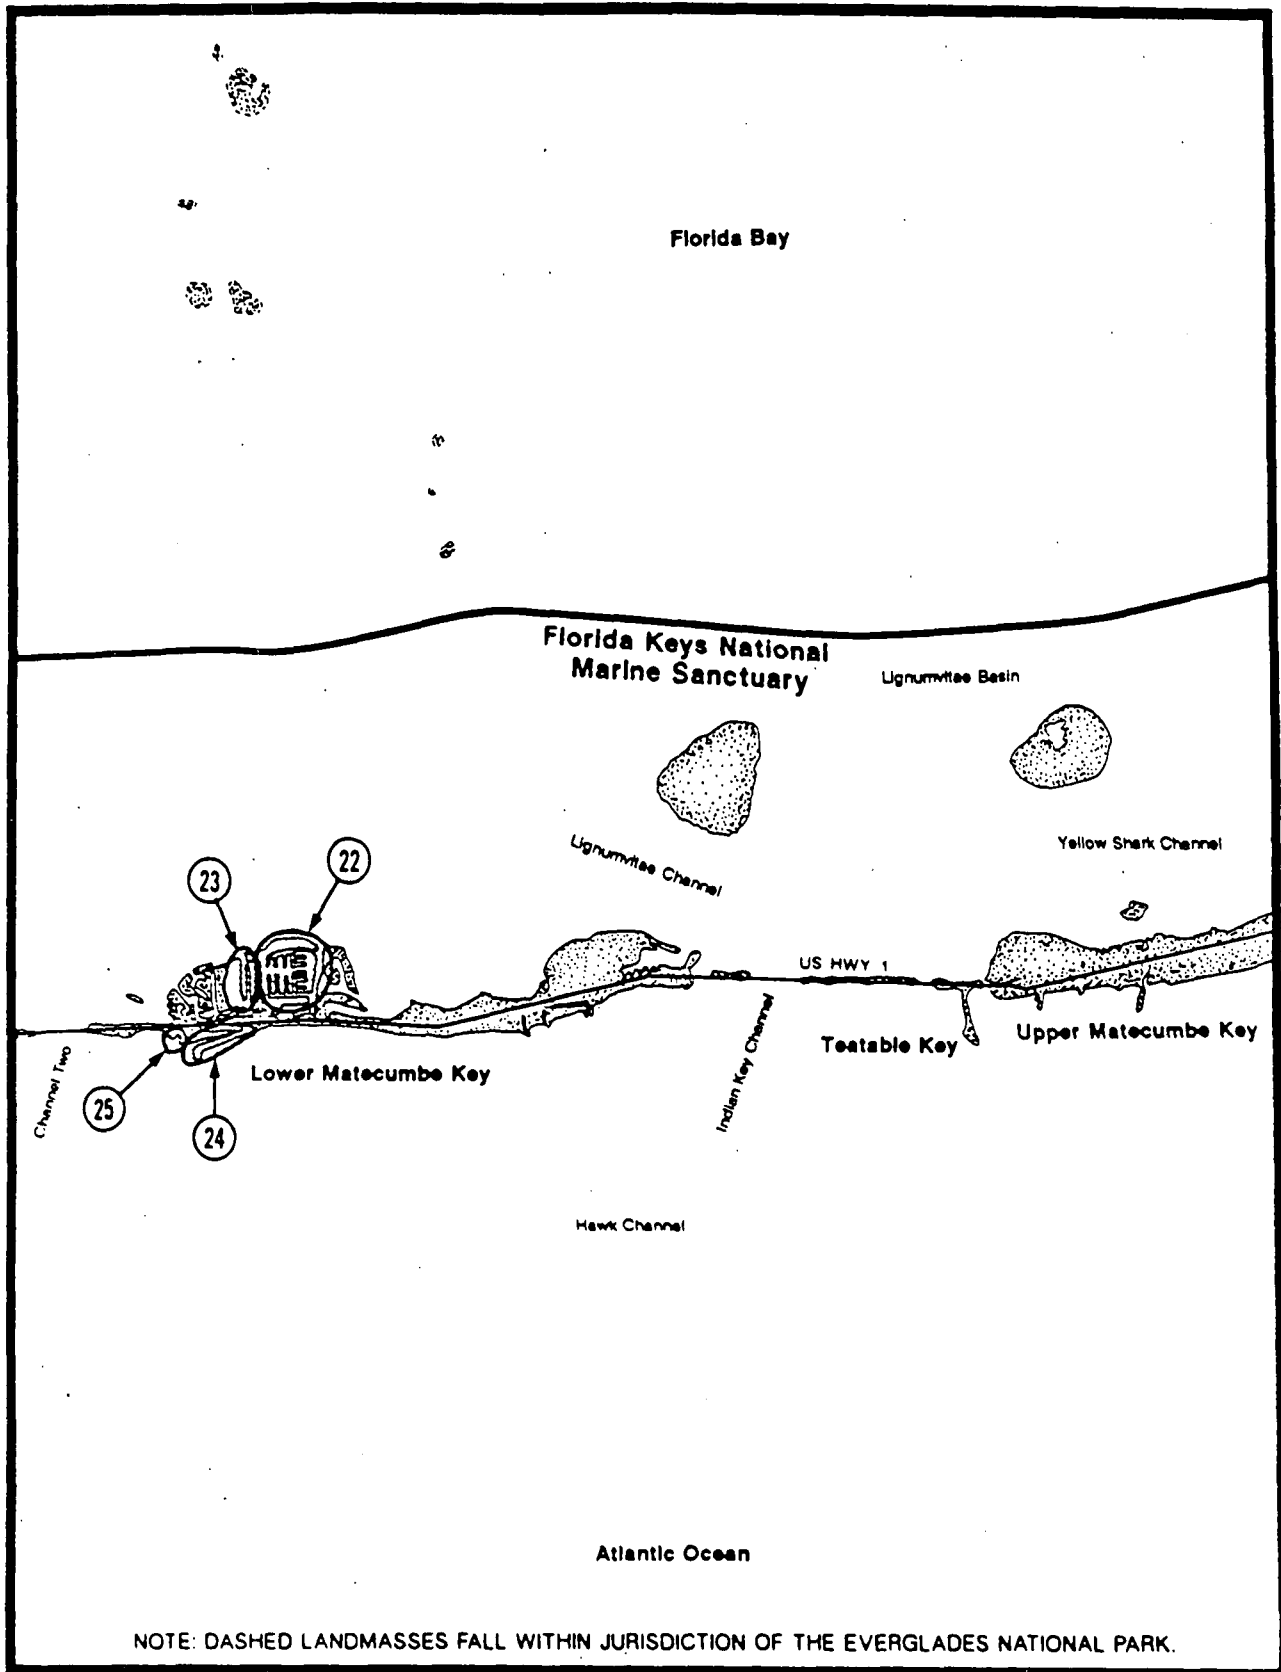 Florida Bay
Florida Keys National
Marine Sanctuary
Lignumvitae Basin
Lignumvitae Channel
Yellow Shark Channel
23
22
US HWY 1
Channel Two
25
24
Lower Matecumbe Key
Indian Key Channel
Teatable Key
Upper Matecumbe Key
Hawk Channel
Atlantic Ocean
NOTE: DASHED LANDMASSES FALL WITHIN JURISDICTION OF THE EVERGLADES NATIONAL PARK.